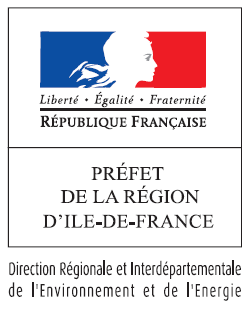 Liberté • Égalité • Fraternité
RÉPUBLIQUE FRANÇAISE
PRÉFET
DE LA RÉGION
D'ILE-DE-FRANCE
Direction Régionale et Interdépartementale
de l'Environnement et de l'Energie